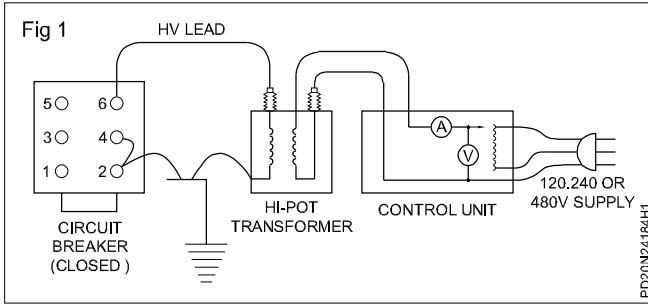 Fig 1
HV LEAD
5 6
3 4
1 2
A
V
CIRCUIT
BREAKER
(CLOSED )
HI-POT
TRANSFORMER
CONTROL UNIT
120.240 OR
480V SUPPLY
PD20N24184H1